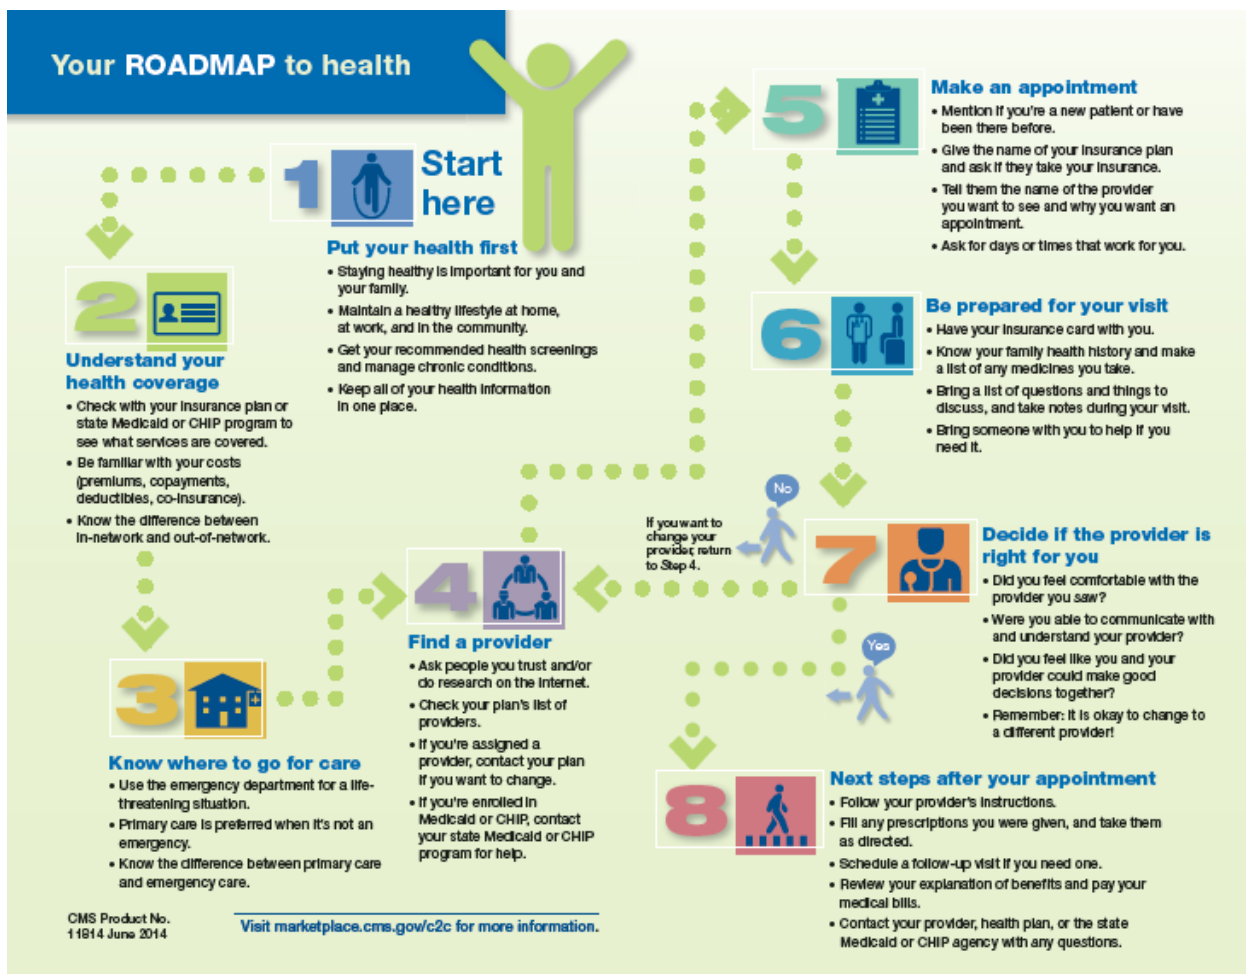 Your ROADMAP to health
1
Start
here
Put your health first
• Staying healthy is important for you and
your family.
• Maintain a healthy lifestyle at home,
at work, and in the community.
• Get your recommended health screenings
and manage chronic conditions.
• Keep all of your health information
in one place.
2
Understand your
health coverage
• Check with your insurance plan or
state Medicaid or CHIP program to
see what services are covered.
• Be familiar with your costs
(premiums, copayments,
deductibles, co-insurance).
• Know the difference between
in-network and out-of-network.
3
Know where to go for care
• Use the emergency department for a life-
threatening situation.
• Primary care is preferred when it's not an
emergency.
• Know the difference between primary care
and emergency care.
4
Find a provider
• Ask people you trust and/or
do research on the internet.
• Check your plan's list of
providers.
• If you're assigned a
provider, contact your plan
if you want to change.
• If you're enrolled in
Medicaid or CHIP, contact
your state Medicaid or CHIP
program for help.
5
Make an appointment
• Mention if you're a new patient or have
been there before.
• Give the name of your insurance plan
and ask if they take your insurance.
• Tell them the name of the provider
you want to see and why you want an
appointment.
• Ask for days or times that work for you.
6
Be prepared for your visit
• Have your insurance card with you.
• Know your family health history and make
a list of any medicines you take.
• Bring a list of questions and things to
discuss, and take notes during your visit.
• Bring someone with you to help if you
need it.
No
If you want to
change your
provider, return
to Step 4.
7
Decide if the provider is
right for you
• Did you feel comfortable with the
provider you saw?
• Were you able to communicate with
and understand your provider?
• Did you feel like you and your
provider could make good
decisions together?
• Remember: it is okay to change to
a different provider!
Yes
8
Next steps after your appointment
• Follow your provider's instructions.
• Fill any prescriptions you were given, and take them
as directed.
• Schedule a follow-up visit if you need one.
• Review your explanation of benefits and pay your
medical bills.
• Contact your provider, health plan, or the state
Medicaid or CHIP agency with any questions.
CMS Product No.
11814 June 2014
Visit marketplace.cms.gov/c2c for more information.